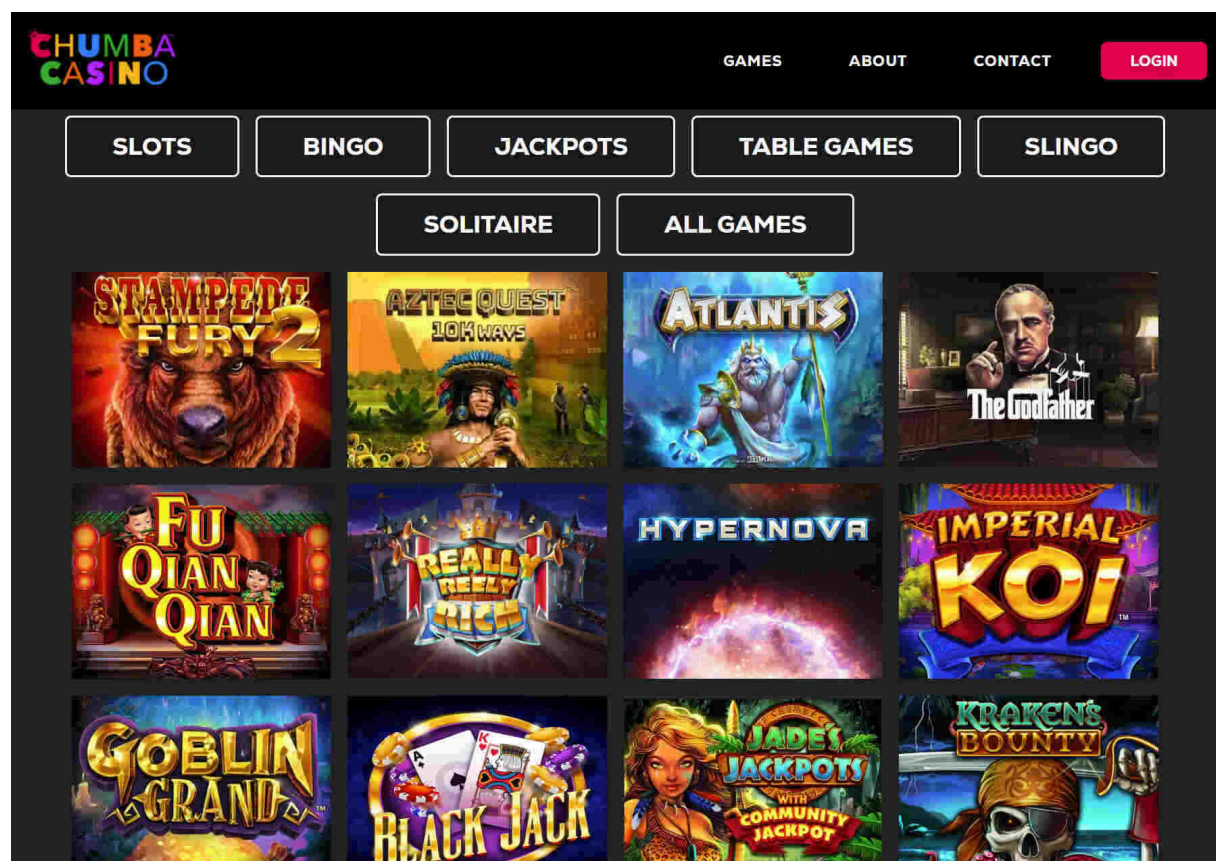 CHUMBA
CASINO
GAMES
ABOUT
CONTACT
LOGIN
SLOTS
BINGO
JACKPOTS
TABLE GAMES
SLINGO
SOLITAIRE
ALL GAMES
STAMPEDE
FURY 2
AZTEC QUEST
10K WAYS
ATLANTIS
The Godfather
FU
QIAN
QIAN
REALLY
REELY
RICH
HYPERNOVA
IMPERIAL
KOI
TM
GOBLIN
GRAND
TM
A
K
BLACK JACK
JADE'S
JACKPOTS
WITH
COMMUNITY
JACKPOT
KRAKEN'S
BOUNTY